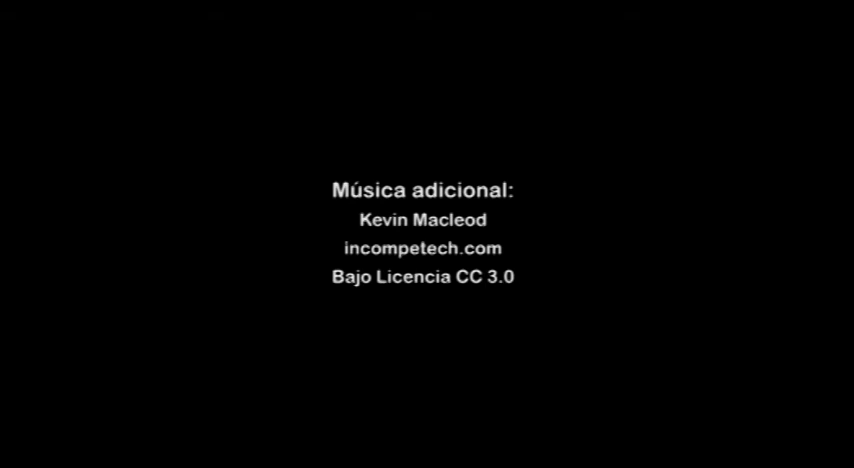 Música adicional:
Kevin Macleod
incompetech.com
Bajo Licencia CC 3.0